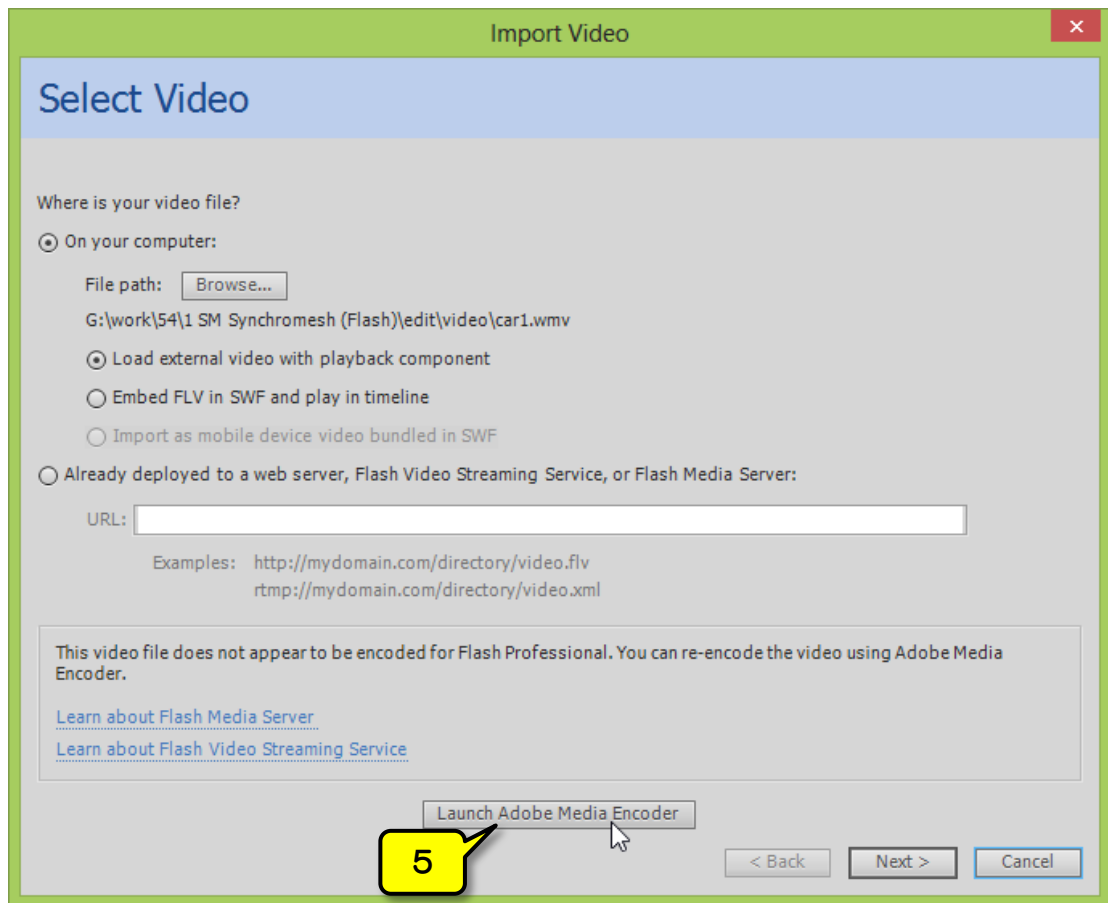 Import Video
Select Video
Where is your video file?
On your computer:
File path: Browse...
G:\work\54\1 SM Synchromesh (Flash)\edit\video\car1.wmv
Load external video with playback component
Embed FLV in SWF and play in timeline
Import as mobile device video bundled in SWF
Already deployed to a web server, Flash Video Streaming Service, or Flash Media Server:
URL:
Examples: http://mydomain.com/directory/video.flv
rtmp://mydomain.com/directory/video.xml
This video file does not appear to be encoded for Flash Professional. You can re-encode the video using Adobe Media
Encoder.
Learn about Flash Media Server
Learn about Flash Video Streaming Service
Launch Adobe Media Encoder
5
< Back Next > Cancel